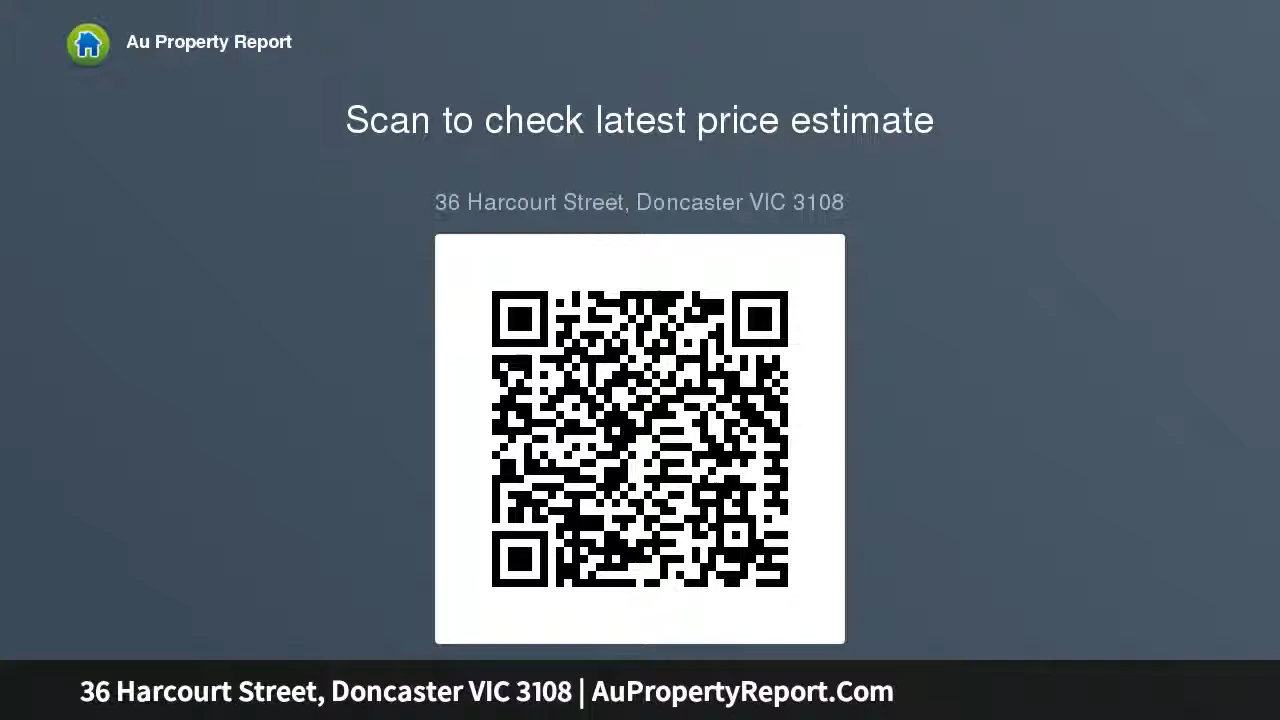 Au Property Report
Scan to check latest price estimate
36 Harcourt Street, Doncaster VIC 3108
36 Harcourt Street, Doncaster VIC 3108 | AuPropertyReport.Com